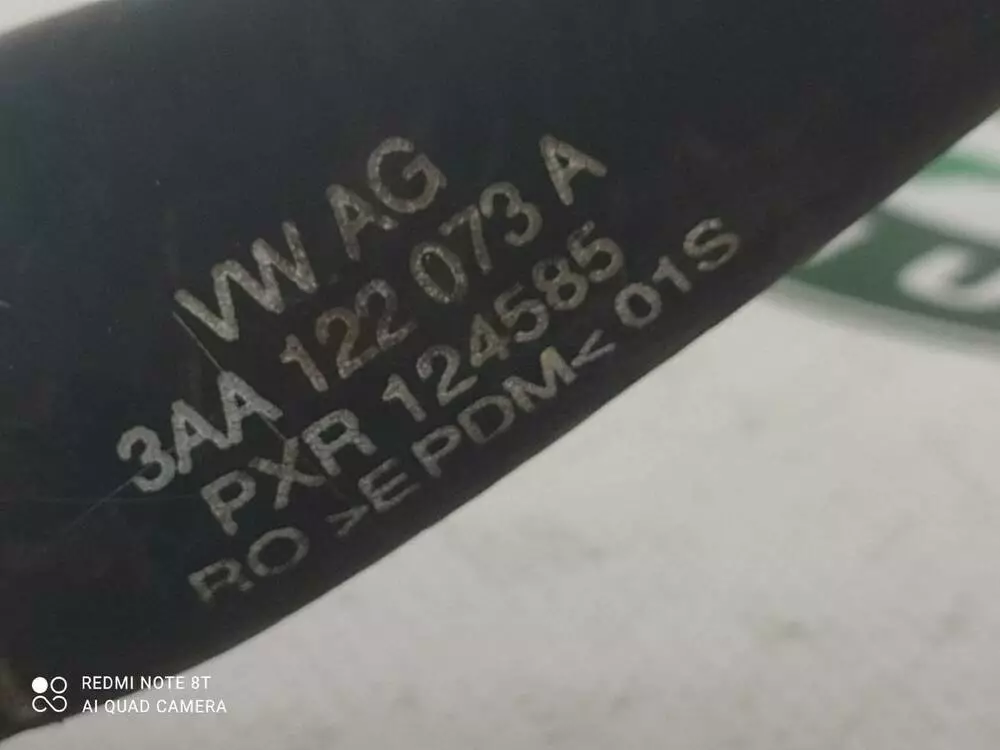 VW AG
3AA 122 073 A
PXR 124585
RO >EPDM< 01S
REDMI NOTE 8T
AI QUAD CAMERA